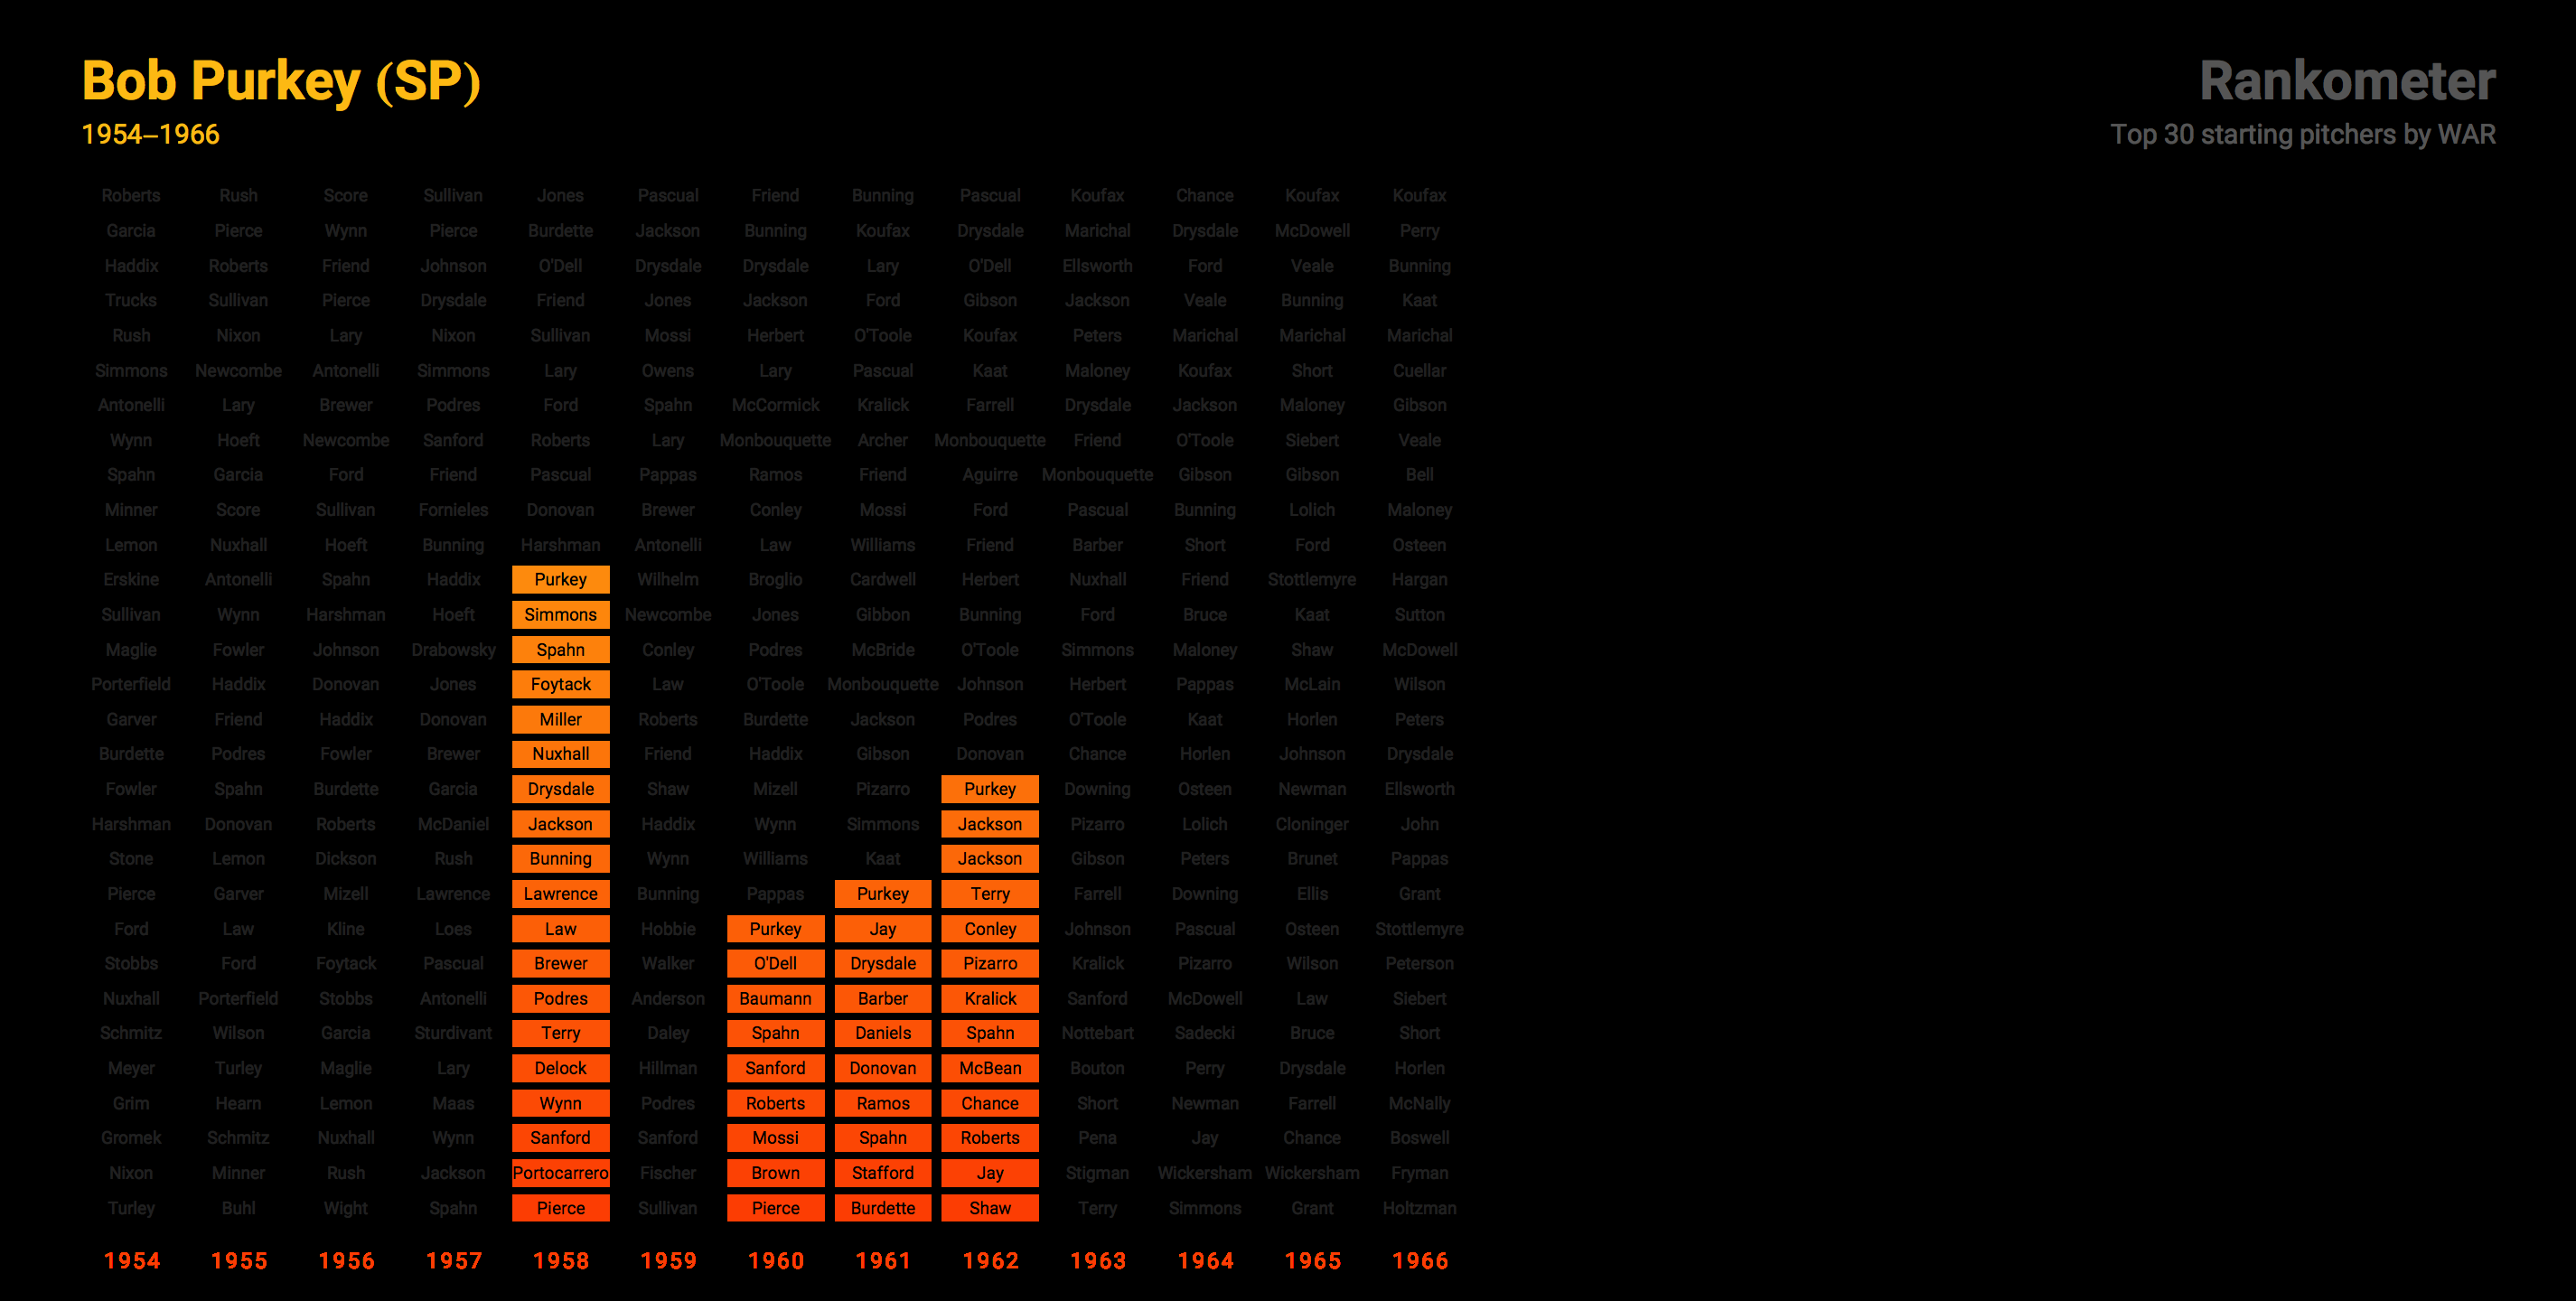 Bob Purkey (SP)
1954–1966
Rankometer
Top 30 starting pitchers by WAR
Roberts Rush Score Sullivan Jones Pascual Friend Bunning Pascual Koufax Chance Koufax Koufax
Garcia Pierce Wynn Pierce Burdette Jackson Bunning Koufax Drysdale Marichal Drysdale McDowell Perry
Haddix Roberts Friend Johnson O'Dell Drysdale Drysdale Lary O'Dell Ellsworth Ford Veale Bunning
Trucks Sullivan Pierce Drysdale Friend Jones Jackson Ford Gibson Jackson Veale Bunning Kaat
Rush Nixon Lary Nixon Sullivan Mossi Herbert O'Toole Koufax Peters Marichal Marichal Marichal
Simmons Newcombe Antonelli Simmons Lary Owens Lary Pascual Kaat Maloney Koufax Short Cuellar
Antonelli Lary Brewer Podres Ford Spahn McCormick Kralick Farrell Drysdale Jackson Maloney Gibson
Wynn Hoeft Newcombe Sanford Roberts Lary Monbouquette Archer Monbouquette Friend O'Toole Siebert Veale
Spahn Garcia Ford Friend Pascual Pappas Ramos Friend Aguirre Monbouquette Gibson Gibson Bell
Minner Score Sullivan Fornieles Donovan Brewer Conley Mossi Ford Pascual Bunning Lolich Maloney
Lemon Nuxhall Hoeft Bunning Harshman Antonelli Law Williams Friend Barber Short Ford Osteen
Erskine Antonelli Spahn Haddix Purkey Wilhelm Broglio Cardwell Herbert Nuxhall Friend Stottlemyre Hargan
Sullivan Wynn Harshman Hoeft Simmons Newcombe Jones Gibbon Bunning Ford Bruce Kaat Sutton
Maglie Fowler Johnson Drabowsky Spahn Conley Podres McBride O'Toole Simmons Maloney Shaw McDowell
Porterfield Haddix Donovan Jones Foytack Law O'Toole Monbouquette Johnson Herbert Pappas McLain Wilson
Garver Friend Haddix Donovan Miller Roberts Burdette Jackson Podres O'Toole Kaat Horlen Peters
Burdette Podres Fowler Brewer Nuxhall Friend Haddix Gibson Donovan Chance Horlen Johnson Drysdale
Fowler Spahn Burdette Garcia Drysdale Shaw Mizell Pizarro Purkey Downing Osteen Newman Ellsworth
Harshman Donovan Roberts McDaniel Jackson Haddix Wynn Simmons Jackson Pizarro Lolich Cloninger John
Stone Lemon Dickson Rush Bunning Wynn Williams Kaat Jackson Gibson Peters Brunet Pappas
Pierce Garver Mizell Lawrence Lawrence Bunning Pappas Purkey Terry Farrell Downing Ellis Grant
Ford Law Kline Loes Law Hobbie Purkey Jay Conley Johnson Pascual Osteen Stottlemyre
Stobbs Ford Foytack Pascual Brewer Walker O'Dell Drysdale Pizarro Kralick Pizarro Wilson Peterson
Nuxhall Porterfield Stobbs Antonelli Podres Anderson Baumann Barber Kralick Sanford McDowell Law Siebert
Schmitz Wilson Garcia Sturdivant Terry Daley Spahn Daniels Spahn Nottebart Sadecki Bruce Short
Meyer Turley Maglie Lary Delock Hillman Sanford Donovan McBean Bouton Perry Drysdale Horlen
Grim Hearn Lemon Maas Wynn Podres Roberts Ramos Chance Short Newman Farrell McNally
Gromek Schmitz Nuxhall Wynn Sanford Sanford Mossi Spahn Roberts Pena Jay Chance Boswell
Nixon Minner Rush Jackson Portocarrero Fischer Brown Stafford Jay Stigman Wickersham Wickersham Fryman
Turley Buhl Wight Spahn Pierce Sullivan Pierce Burdette Shaw Terry Simmons Grant Holtzman
1954 1955 1956 1957 1958 1959 1960 1961 1962 1963 1964 1965 1966